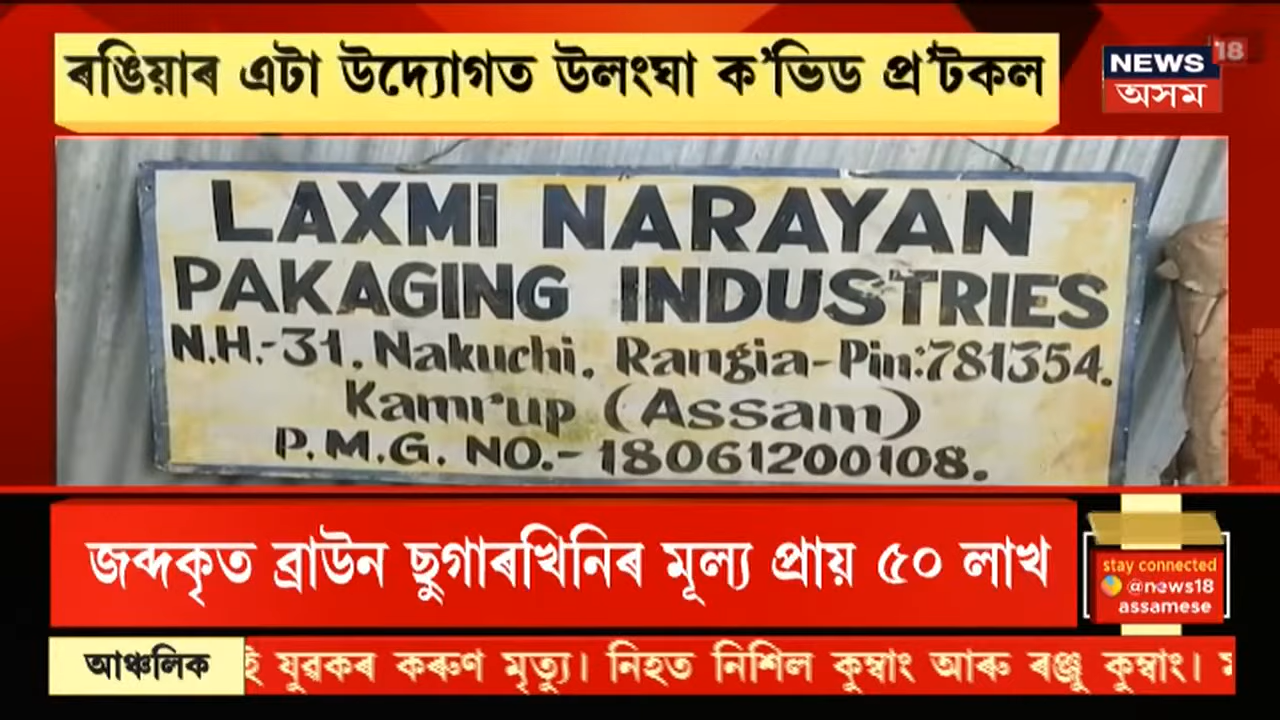 ৰঙিয়াৰ এটা উদ্যোগত উলংঘা ক'ভিড প্ৰ'টকল
NEWS 18
অসম
LAXMI NARAYAN
PAKAGING INDUSTRIES
N.H.-31, Nakuchi, Rangia-Pin:781354.
Kamrup (Assam)
P.M.G. NO.- 18061200108.
জব্দকৃত ব্ৰাউন ছুগাৰখিনিৰ মূল্য প্ৰায় ৫০ লাখ
stay connected
@news18
assamese
আঞ্চলিক
যুৱকৰ কৰুণ মৃত্যু। নিহত নিশিল কুম্বাং আৰু ৰঞ্জু কুম্বাং।